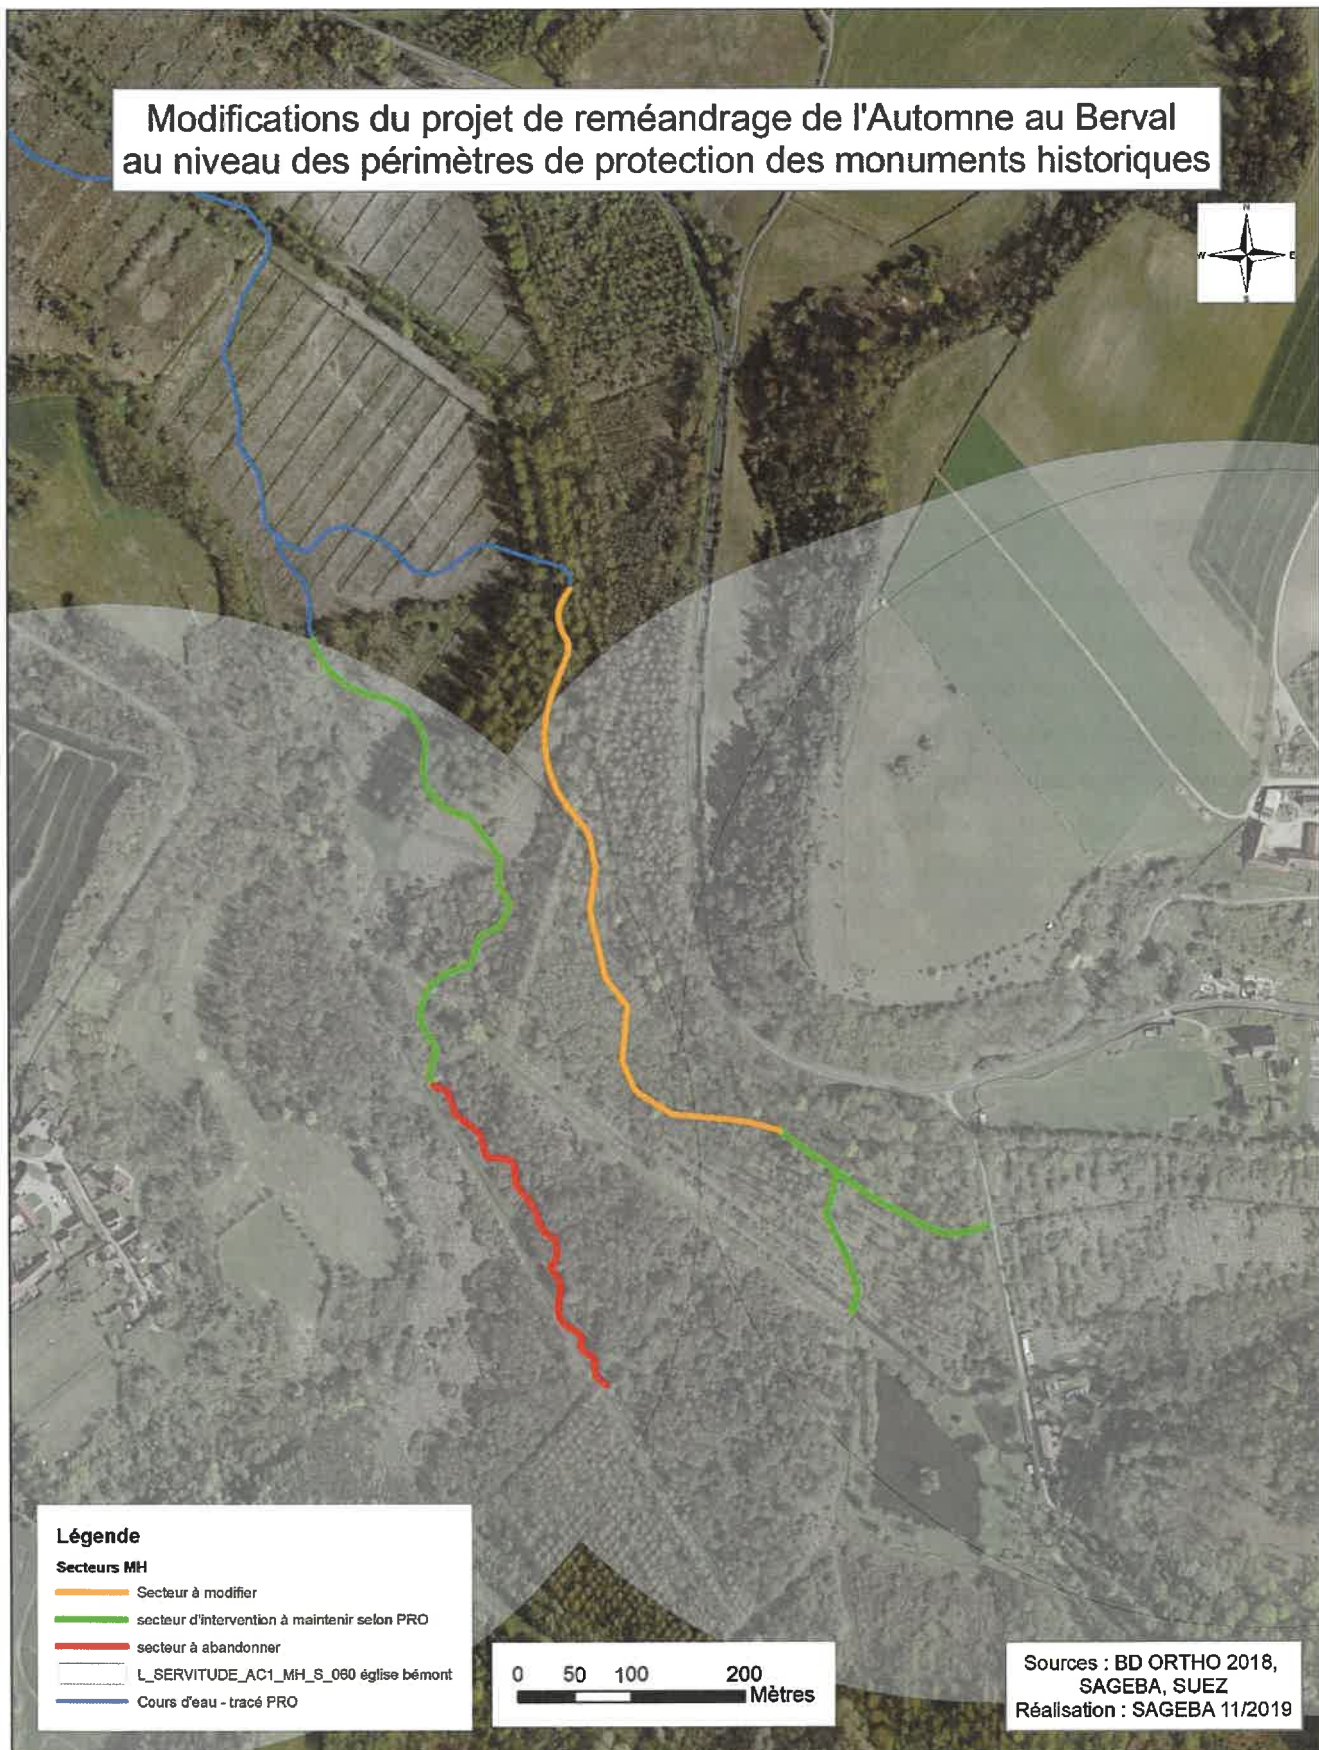 Modifications du projet de reméandrage de l'Automne au Berval
au niveau des périmètres de protection des monuments historiques
N
W E
S
Légende
Secteurs MH
Secteur à modifier
secteur d'intervention à maintenir selon PRO
secteur à abandonner
L_SERVITUDE_AC1_MH_S_060 église bémont
Cours d'eau - tracé PRO
0 50 100 200
Mètres
Sources : BD ORTHO 2018,
SAGEBA, SUEZ
Réalisation : SAGEBA 11/2019